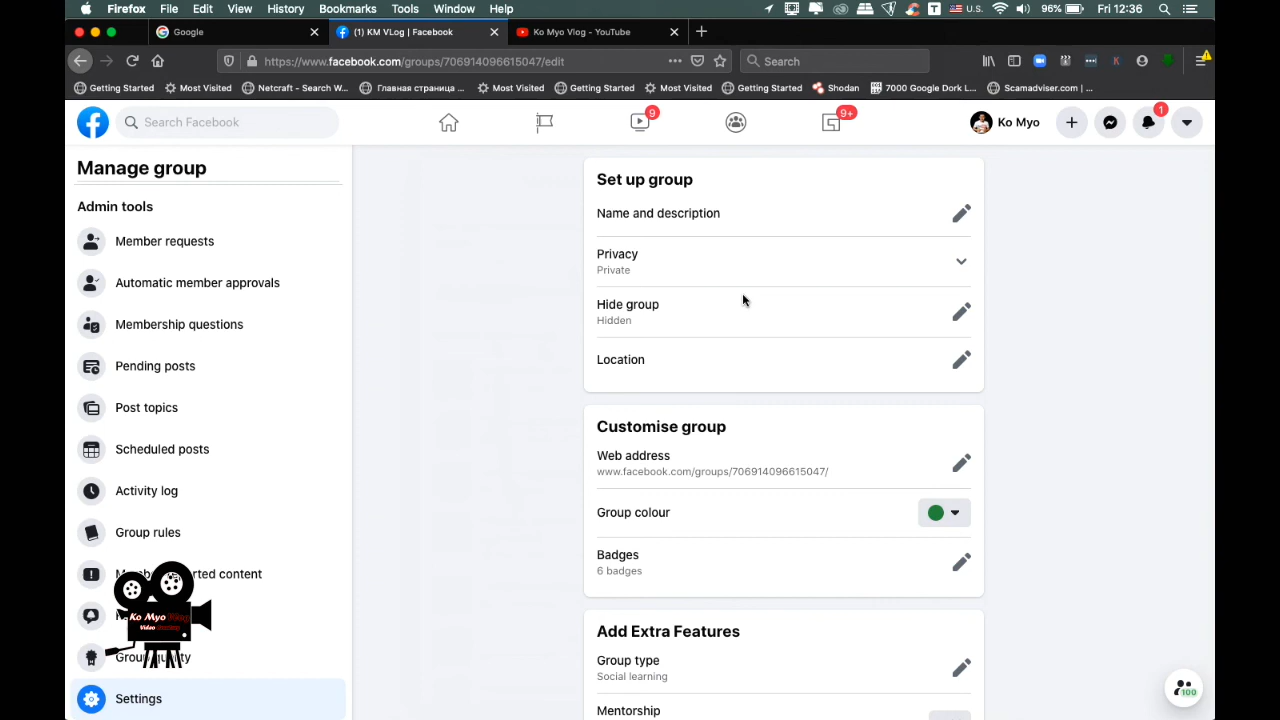 Firefox File Edit View History Bookmarks Tools Window Help U.S. 96% Fri 12:36
Google (1) KM VLog | Facebook Ko Myo Vlog - YouTube
https://www.facebook.com/groups/706914096615047/edit Search
Getting Started Most Visited Netcraft - Search W... Главная страница ... Most Visited Getting Started Most Visited Getting Started Shodan 7000 Google Dork L... Scamadviser.com | ...
Search Facebook 9 9+ Ko Myo 1
Manage group
Admin tools
Member requests
Automatic member approvals
Membership questions
Pending posts
Post topics
Scheduled posts
Activity log
Group rules
Ko Myo Vlog
Settings
Set up group
Name and description
Privacy
Private
Hide group
Hidden
Location
Customise group
Web address
www.facebook.com/groups/706914096615047/
Group colour
Badges
6 badges
Add Extra Features
Group type
Social learning
Mentorship
100